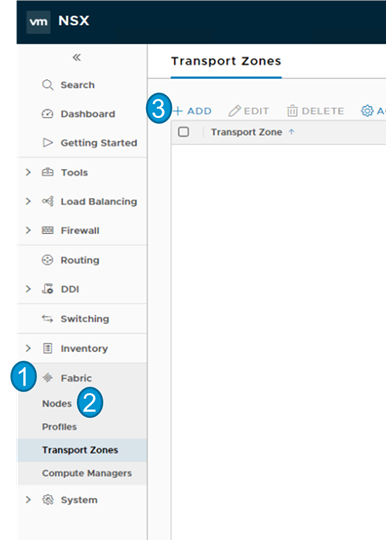 vm NSX
«
Search
Dashboard
Getting Started
Tools
Load Balancing
Firewall
Routing
DDI
Switching
Inventory
1 Fabric
Nodes 2
Profiles
Transport Zones
Compute Managers
System
Transport Zones
3 + ADD EDIT DELETE A
Transport Zone ↑